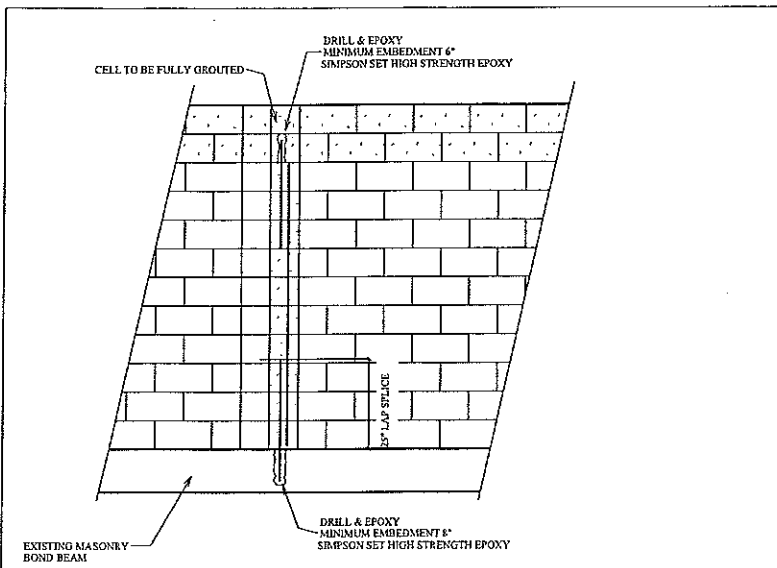 DRILL & EPOXY
MINIMUM EMBEDMENT 6"
SIMPSON SET HIGH STRENGTH EPOXY
CELL TO BE FULLY GROUTED
25" LAP SPLICE
DRILL & EPOXY
MINIMUM EMBEDMENT 8"
SIMPSON SET HIGH STRENGTH EPOXY
EXISTING MASONRY
BOND BEAM